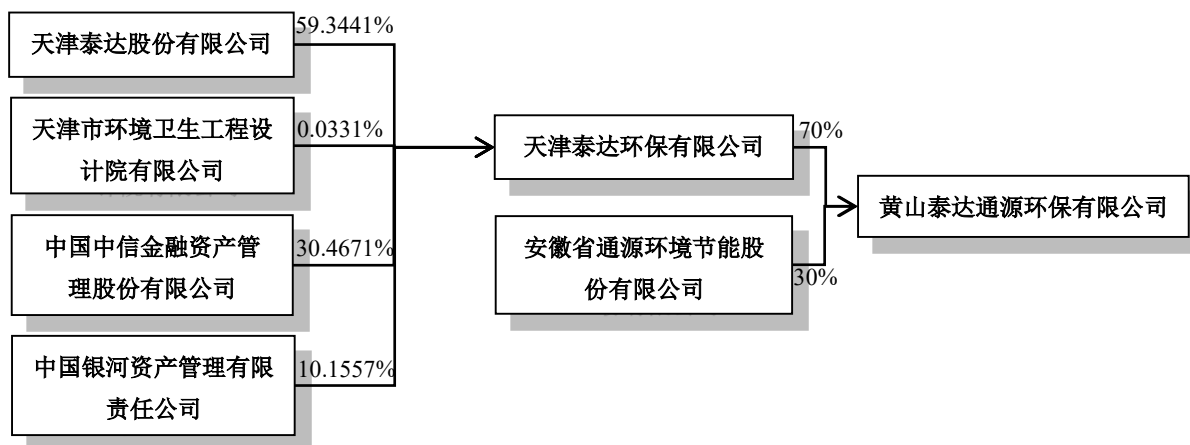 天津泰达股份有限公司
59.3441%
天津市环境卫生工程设
计院有限公司
0.0331%
中国中信金融资产管
理股份有限公司
30.4671%
中国银河资产管理有限
责任公司
10.1557%
天津泰达环保有限公司
70%
安徽省通源环境节能股
份有限公司
30%
黄山泰达通源环保有限公司